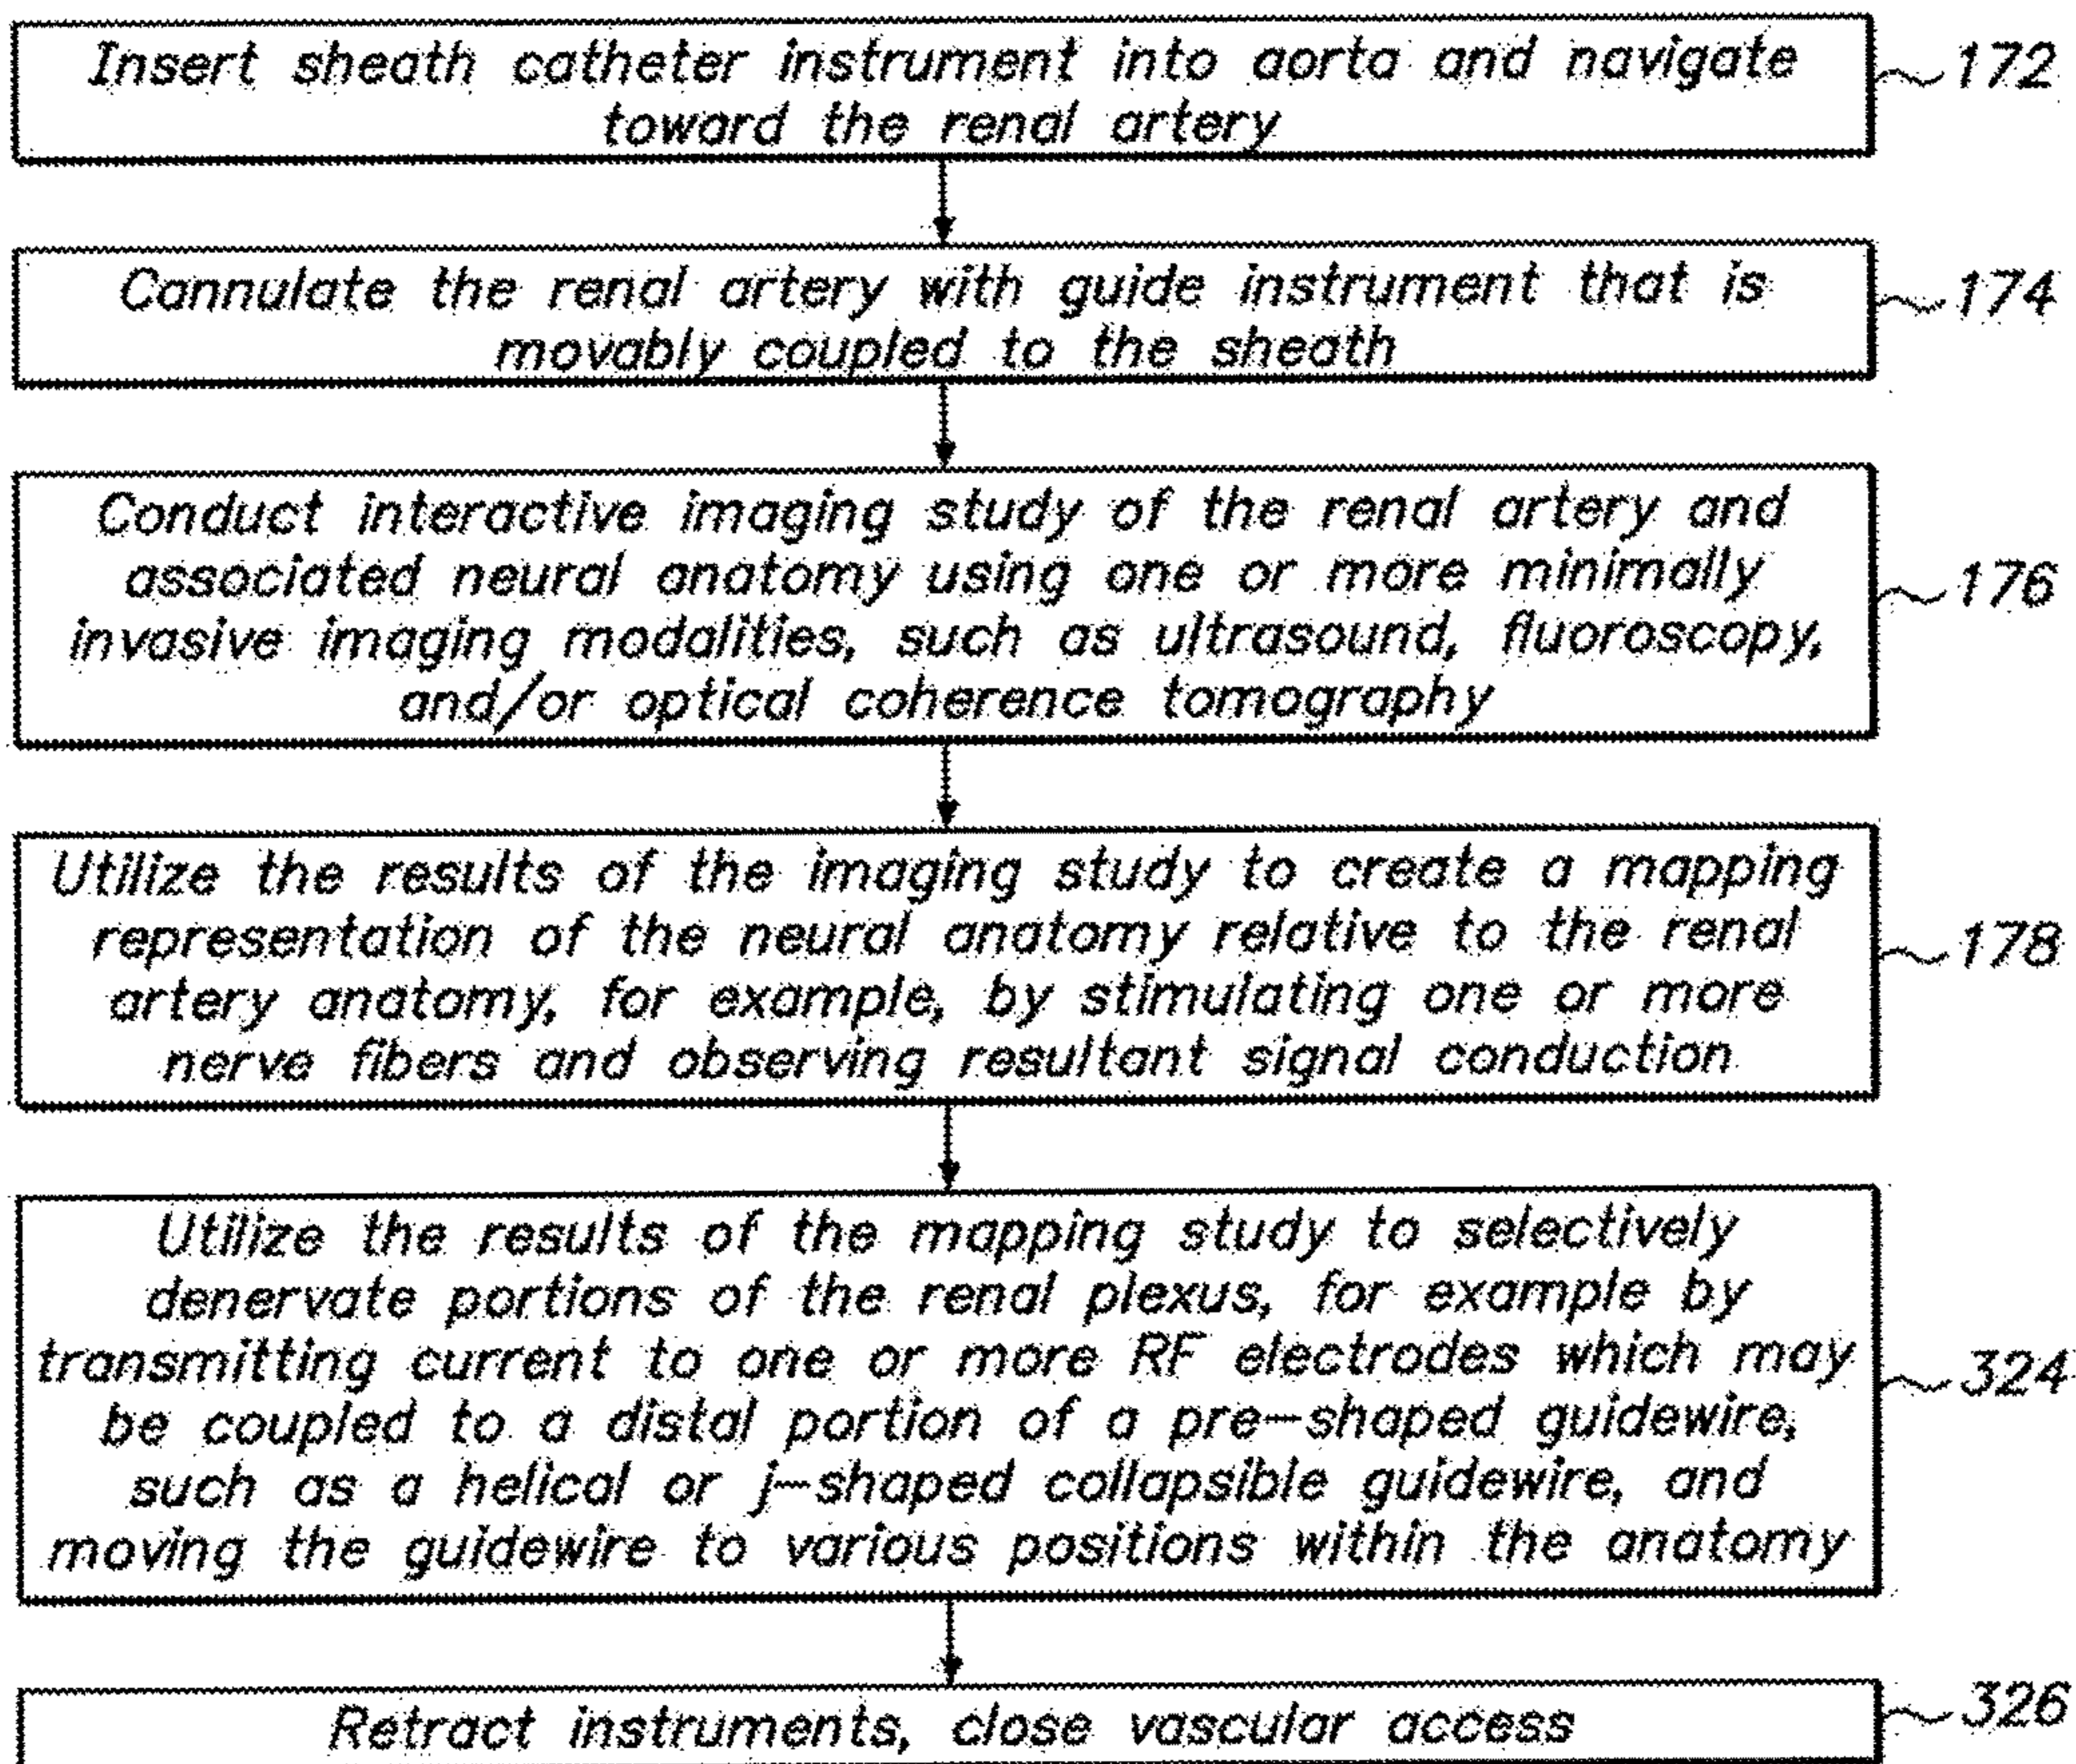 Insert sheath catheter instrument into aorta and navigate
toward the renal artery
172
Cannulate the renal artery with guide instrument that is
movably coupled to the sheath
174
Conduct interactive imaging study of the renal artery and
associated neural anatomy using one or more minimally
invasive imaging modalities, such as ultrasound, fluoroscopy,
and/or optical coherence tomography
176
Utilize the results of the imaging study to create a mapping
representation of the neural anatomy relative to the renal
artery anatomy, for example, by stimulating one or more
nerve fibers and observing resultant signal conduction
178
Utilize the results of the mapping study to selectively
denervate portions of the renal plexus, for example by
transmitting current to one or more RF electrodes which may
be coupled to a distal portion of a pre-shaped guidewire,
such as a helical or j-shaped collapsible guidewire, and
moving the guidewire to various positions within the anatomy
324
Retract instruments, close vascular access
326